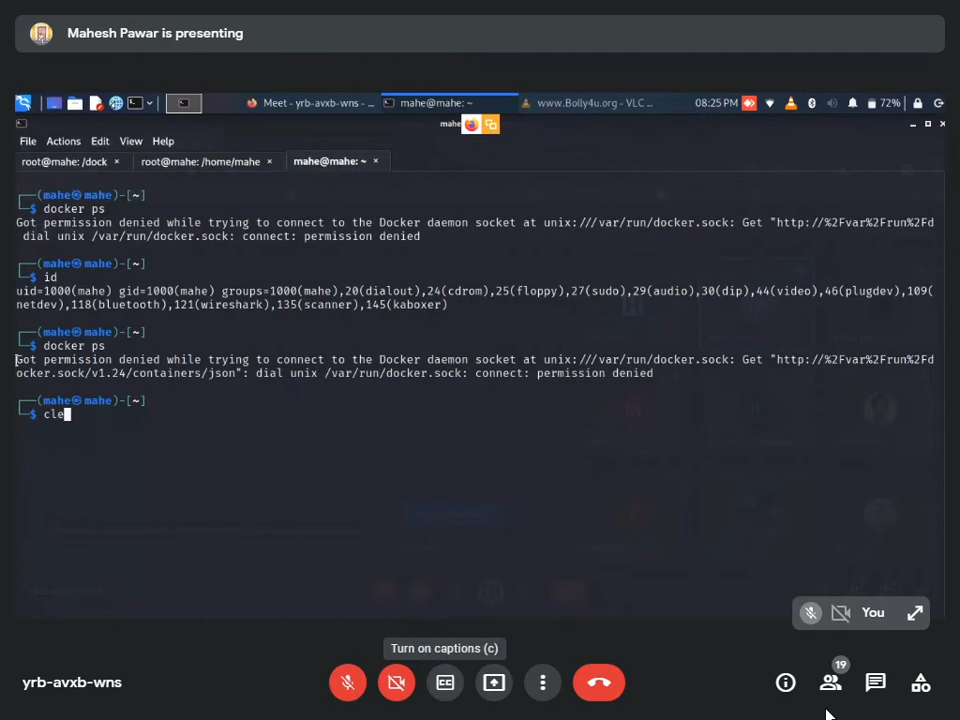 Mahesh Pawar is presenting
Meet - yrb-avxb-wns - ...
mahe@mahe: ~
www.Bolly4u.org - VLC ...
08:25 PM
72%
mahe
File Actions Edit View Help
root@mahe: /dock ×
root@mahe: /home/mahe ×
mahe@mahe: ~ ×
┌──(mahe㉿mahe)-[~]
└─$ docker ps
Got permission denied while trying to connect to the Docker daemon socket at unix:///var/run/docker.sock: Get "http://%2Fvar%2Frun%2Fd
dial unix /var/run/docker.sock: connect: permission denied
┌──(mahe㉿mahe)-[~]
└─$ id
uid=1000(mahe) gid=1000(mahe) groups=1000(mahe),20(dialout),24(cdrom),25(floppy),27(sudo),29(audio),30(dip),44(video),46(plugdev),109(
netdev),118(bluetooth),121(wireshark),135(scanner),145(kaboxer)
┌──(mahe㉿mahe)-[~]
└─$ docker ps
Got permission denied while trying to connect to the Docker daemon socket at unix:///var/run/docker.sock: Get "http://%2Fvar%2Frun%2Fd
ocker.sock/v1.24/containers/json": dial unix /var/run/docker.sock: connect: permission denied
┌──(mahe㉿mahe)-[~]
└─$ cle
You
Turn on captions (c)
19
yrb-avxb-wns
CC